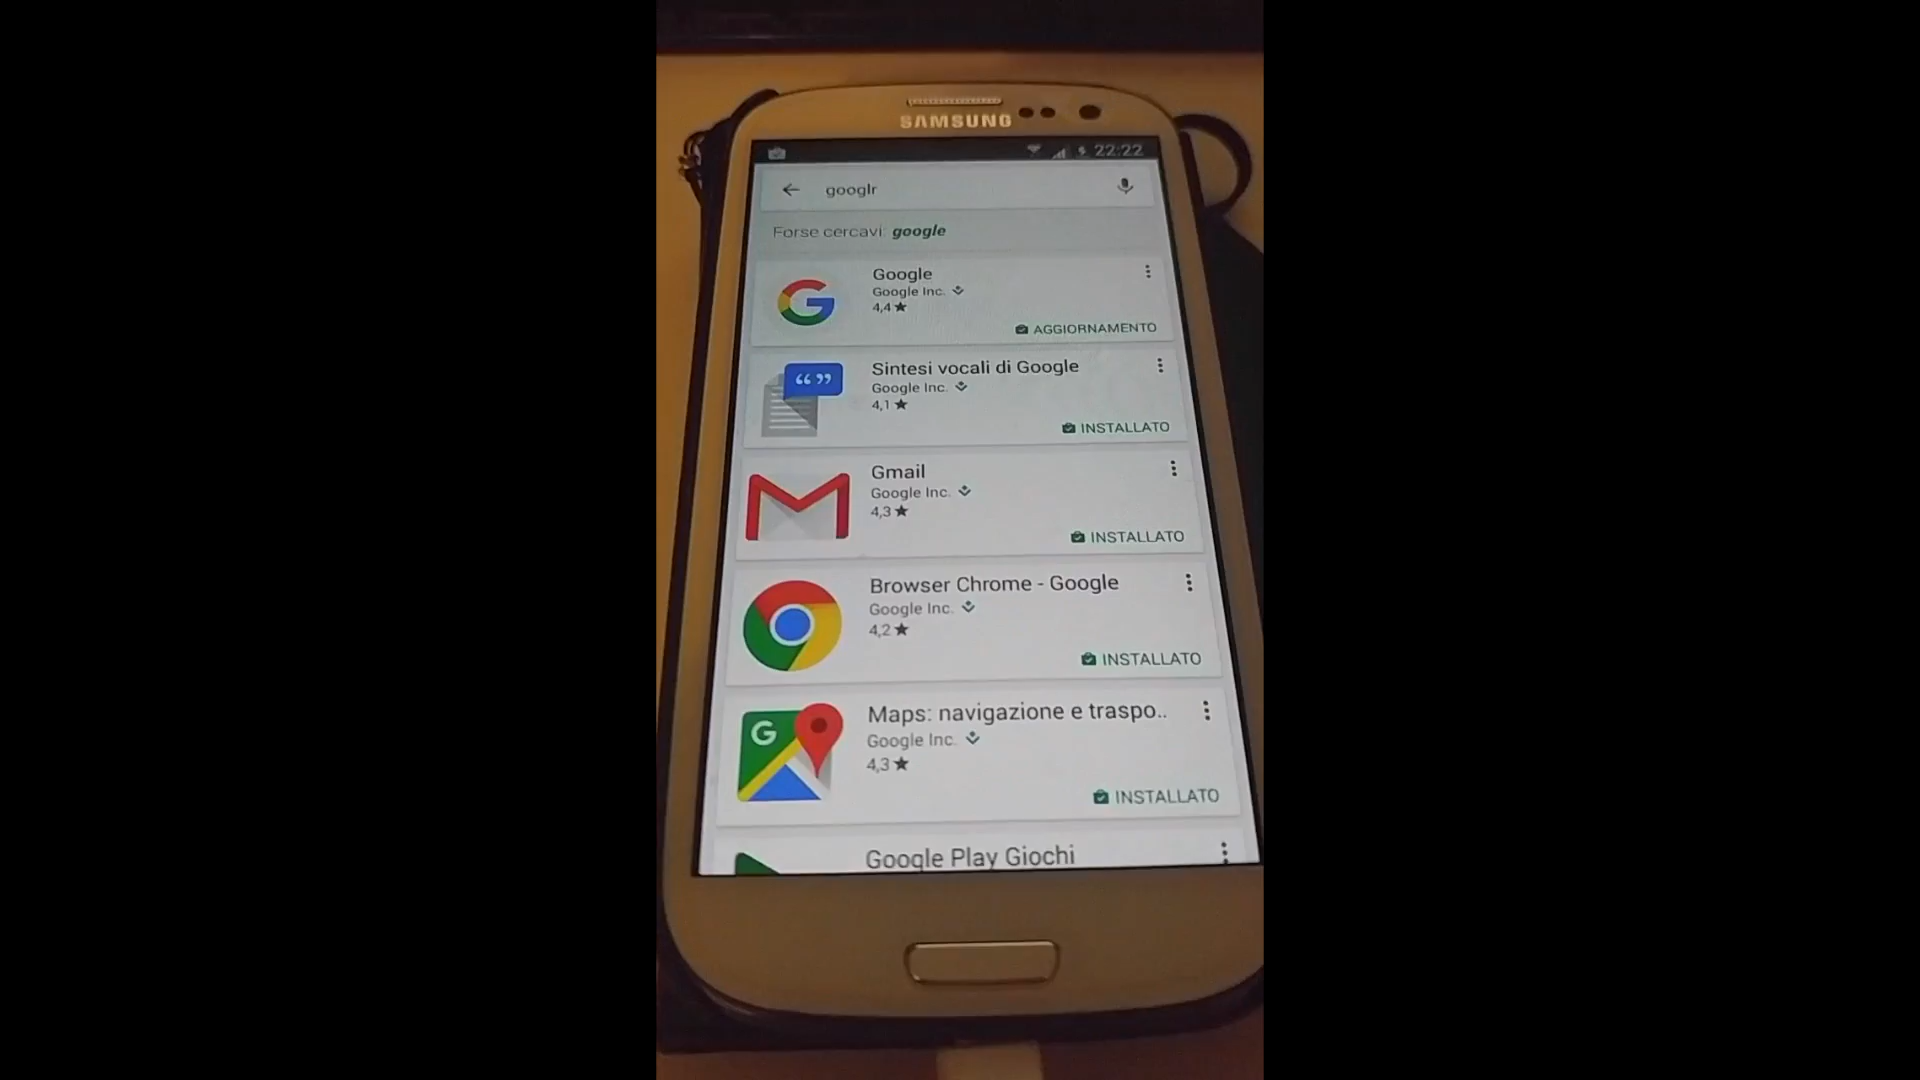 SAMSUNG
22:22
googlr
Forse cercavi: google
Google
Google Inc.
4,4★
AGGIORNAMENTO
“ ”
Sintesi vocali di Google
Google Inc.
4,1★
INSTALLATO
Gmail
Google Inc.
4,3★
INSTALLATO
Browser Chrome - Google
Google Inc.
4,2★
INSTALLATO
G
Maps: navigazione e traspo..
Google Inc.
4,3★
INSTALLATO
Google Play Giochi